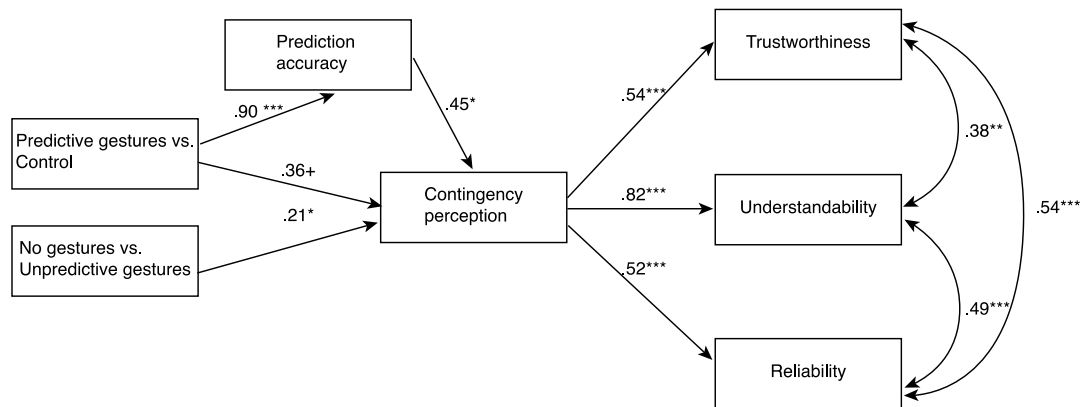 Prediction
accuracy
Trustworthiness
.90 ***
.45*
.54***
.38**
Predictive gestures vs.
Control
.36+
Contingency
perception
.82***
Understandability
.54***
.21*
No gestures vs.
Unpredictive gestures
.52***
.49***
Reliability